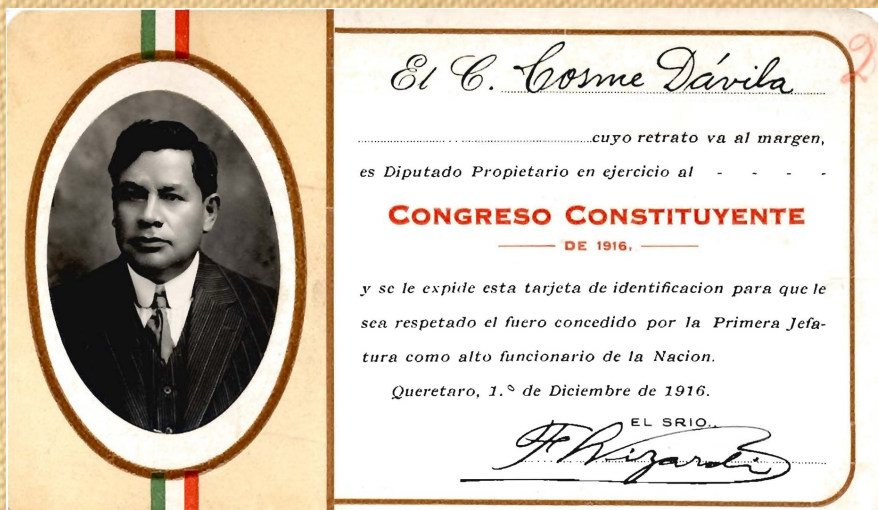 El C. Cosme Dávila
cuyo retrato va al margen,
es Diputado Propietario en ejercicio al - - - -
CONGRESO CONSTITUYENTE
DE 1916,
y se le expide esta tarjeta de identificacion para que le
sea respetado el fuero concedido por la Primera Jefa-
tura como alto funcionario de la Nacion.
Queretaro, 1.º de Diciembre de 1916.
EL SRIO.
F Lizardi
2